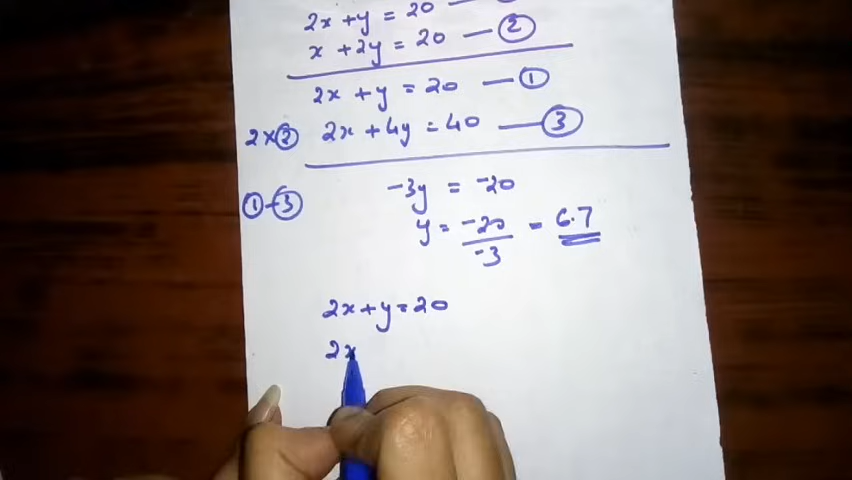 2x + y = 20 —
x + 2y = 20 — ②
2x + y = 20 — ①
2×② 2x + 4y = 40 — ③
①-③ -3y = -20
y = -20/-3 = 6.7
2x + y = 20
2x